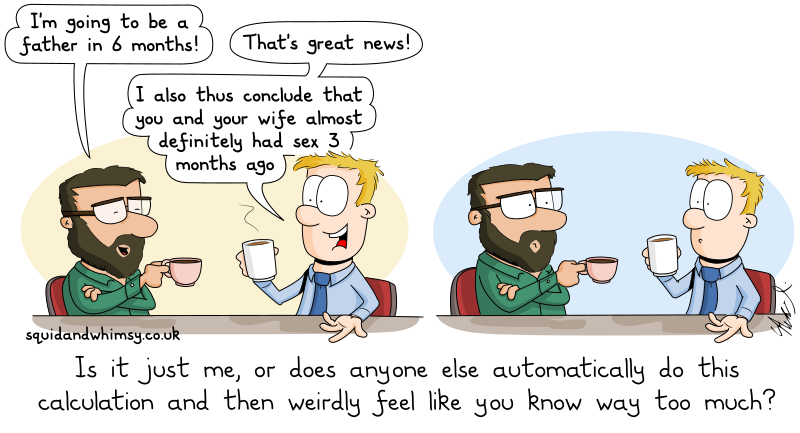 I'm going to be a
father in 6 months!
That's great news!
I also thus conclude that
you and your wife almost
definitely had sex 3
months ago
squidandwhimsy.co.uk
Is it just me, or does anyone else automatically do this
calculation and then weirdly feel like you know way too much?